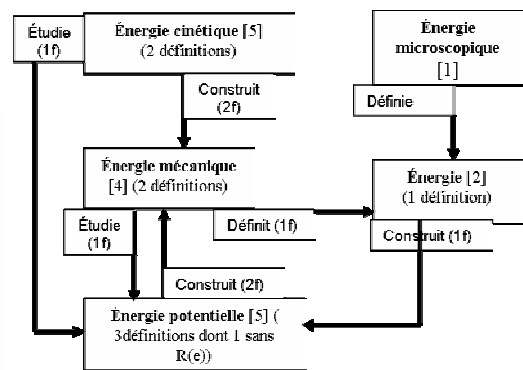 Étudie
(1f)
Énergie cinétique [5]
(2 définitions)
Énergie
microscopique
[1]
Construit
(2f)
Définie
Énergie mécanique
[4] (2 définitions)
Énergie [2]
(1 définition)
Étudie
(1f)
Définit (1f)
Construit (1f)
Construit (2f)
Énergie potentielle [5] (
3définitions dont 1 sans
R(e))